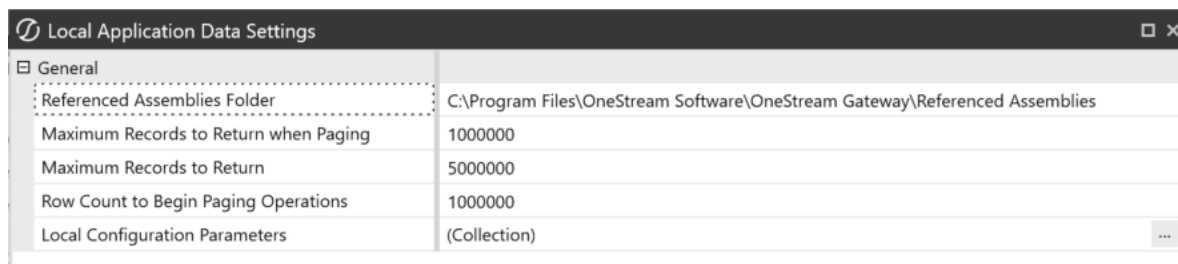 Local Application Data Settings
General
Referenced Assemblies Folder C:\Program Files\OneStream Software\OneStream Gateway\Referenced Assemblies
Maximum Records to Return when Paging 1000000
Maximum Records to Return 5000000
Row Count to Begin Paging Operations 1000000
Local Configuration Parameters (Collection) ...